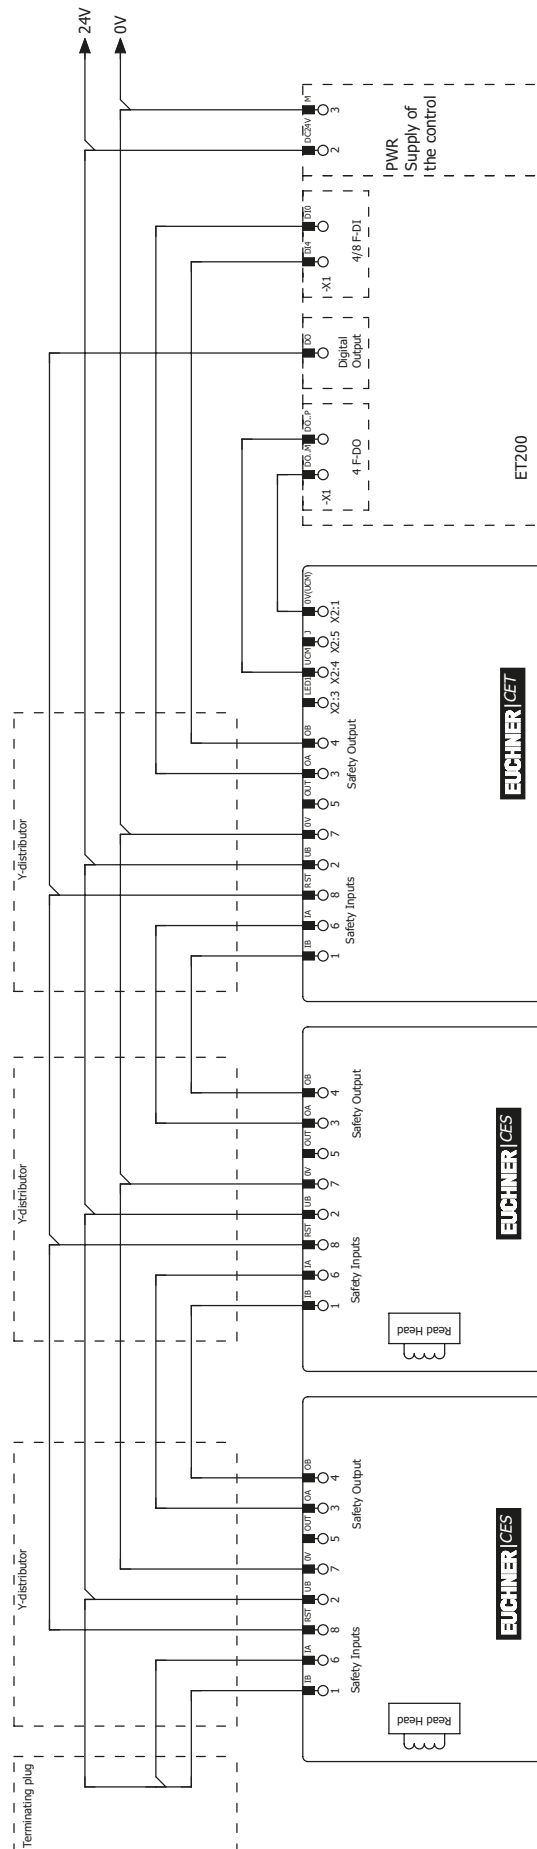 24V
0V
M
3
DC24V
2
PWR
Supply of
the control
DI0
DI4
-X1
4/8 F-DI
DO
Digital
Output
DO..P
DO..M
-X1
4 F-DO
ET200
0V(UCM)
X2:1
J
X2:5
UCM
X2:4
LED1
X2:3
OB
4
OA
3
Safety Output
OUT
5
0V
7
UB
2
RST
8
IA
6
IB
1
Safety Inputs
Y-distributor
EUCHNER CET
OB
4
OA
3
Safety Output
OUT
5
0V
7
UB
2
RST
8
IA
6
IB
1
Safety Inputs
Y-distributor
EUCHNER CES
Read Head
OB
4
OA
3
Safety Output
OUT
5
0V
7
UB
2
RST
8
IA
6
IB
1
Safety Inputs
Y-distributor
EUCHNER CES
Read Head
Terminating plug